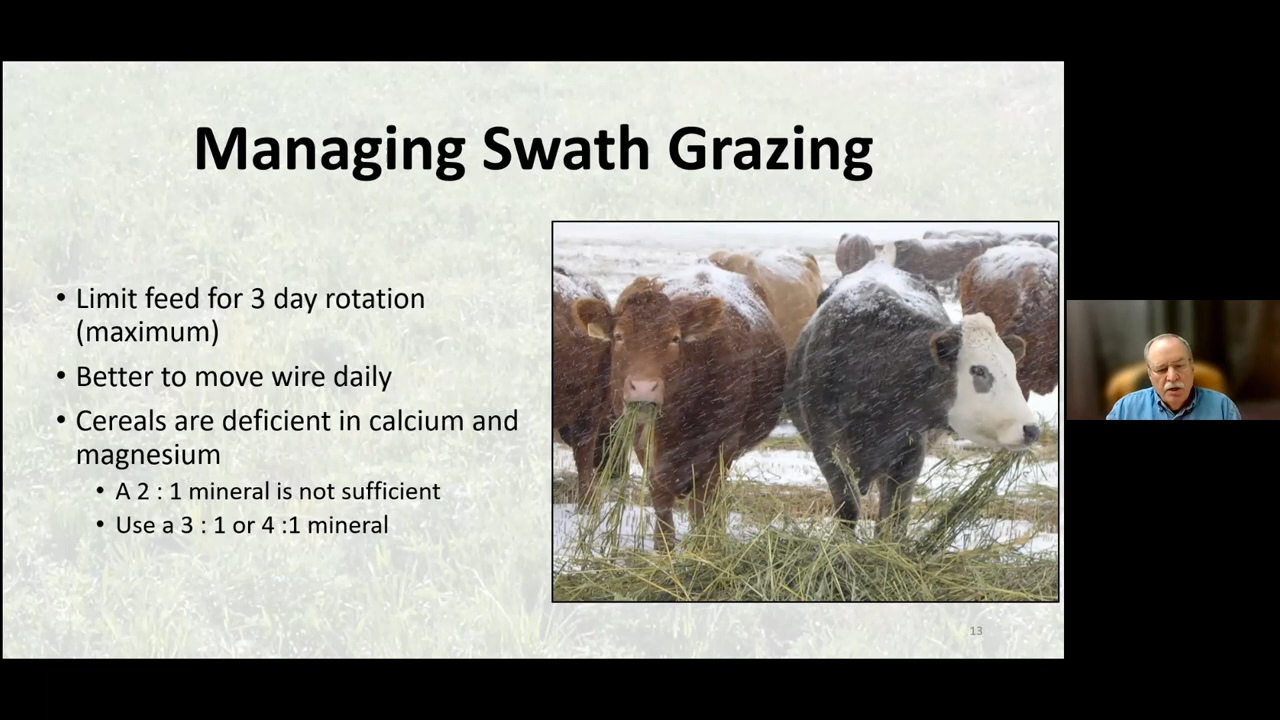 Managing Swath Grazing
• Limit feed for 3 day rotation
(maximum)
• Better to move wire daily
• Cereals are deficient in calcium and
magnesium
• A 2 : 1 mineral is not sufficient
• Use a 3 : 1 or 4 :1 mineral
13